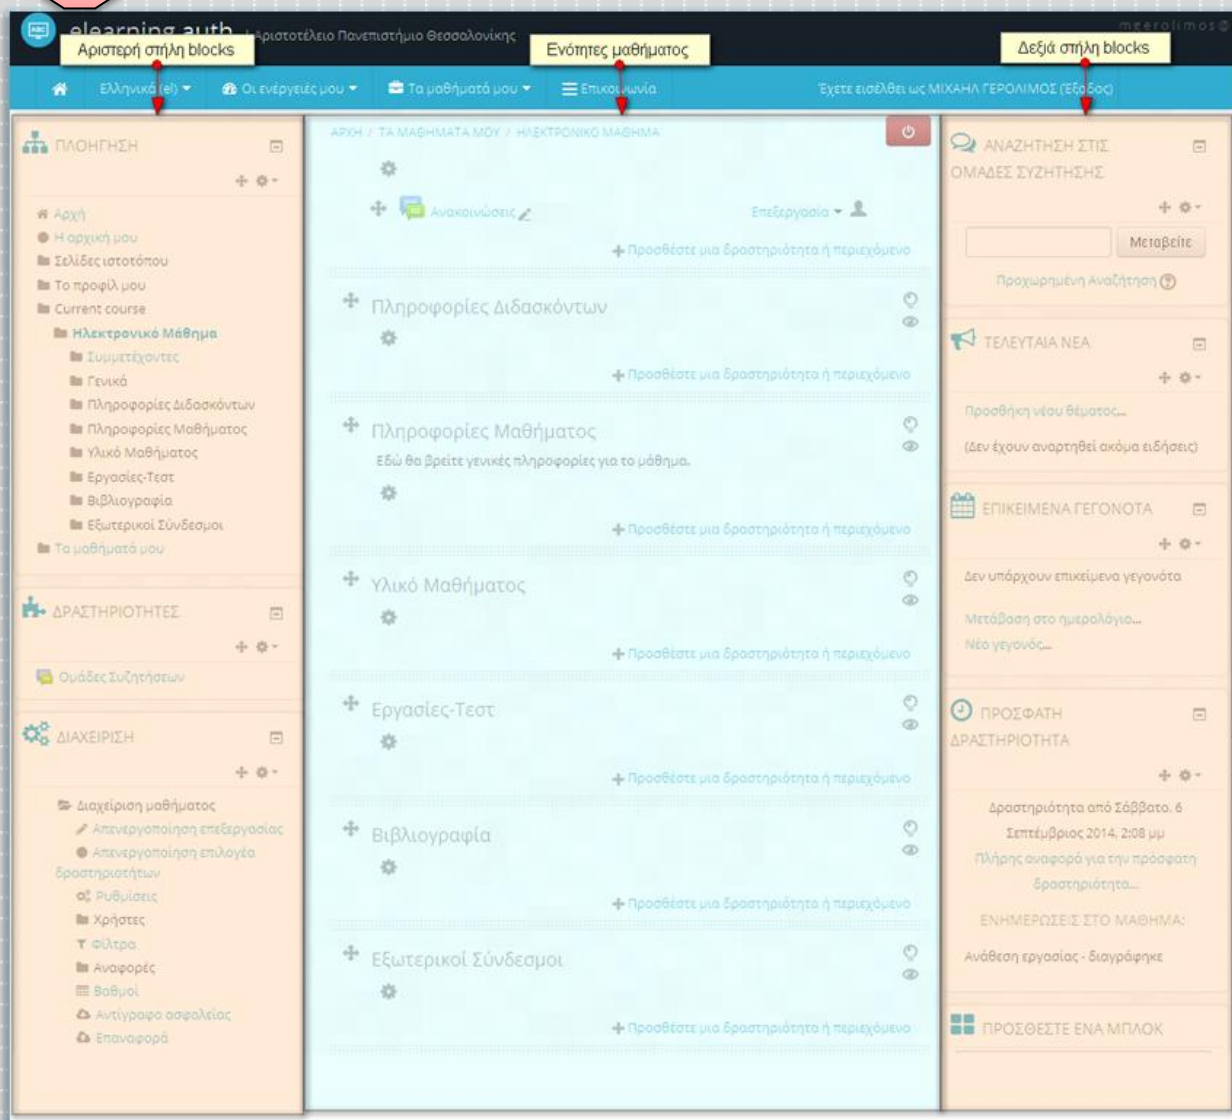 elearning.auth | Αριστοτέλειο Πανεπιστήμιο Θεσσαλονίκης
Αριστερή στήλη blocks
Ενότητες μαθήματος
Δεξιά στήλη blocks
Ελληνικά (el)
Οι ενέργειές μου
Τα μαθήματά μου
Επικοινωνία
Έχετε εισέλθει ως ΜΙΧΑΗΛ ΓΕΡΟΛΙΜΟΣ (Έξοδος)
ΠΛΟΗΓΗΣΗ
Αρχή
Η αρχική μου
Σελίδες ιστοτόπου
Το προφίλ μου
Current course
Ηλεκτρονικό Μάθημα
Συμμετέχοντες
Γενικά
Πληροφορίες Διδασκόντων
Πληροφορίες Μαθήματος
Υλικό Μαθήματος
Εργασίες-Τεστ
Βιβλιογραφία
Εξωτερικοί Σύνδεσμοι
Τα μαθήματά μου
ΔΡΑΣΤΗΡΙΟΤΗΤΕΣ
Ομάδες Συζητήσεων
ΔΙΑΧΕΙΡΙΣΗ
Διαχείριση μαθήματος
Απενεργοποίηση επεξεργασίας
Απενεργοποίηση επιλογέα
δραστηριοτήτων
Ρυθμίσεις
Χρήστες
Φίλτρα
Αναφορές
Βαθμοί
Αντίγραφο ασφαλείας
Επαναφορά
ΑΡΧΗ / ΤΑ ΜΑΘΗΜΑΤΑ ΜΟΥ / ΗΛΕΚΤΡΟΝΙΚΟ ΜΑΘΗΜΑ
Ανακοινώσεις
Επεξεργασία
Προσθέστε μια δραστηριότητα ή περιεχόμενο
Πληροφορίες Διδασκόντων
Προσθέστε μια δραστηριότητα ή περιεχόμενο
Πληροφορίες Μαθήματος
Εδώ θα βρείτε γενικές πληροφορίες για το μάθημα.
Προσθέστε μια δραστηριότητα ή περιεχόμενο
Υλικό Μαθήματος
Προσθέστε μια δραστηριότητα ή περιεχόμενο
Εργασίες-Τεστ
Προσθέστε μια δραστηριότητα ή περιεχόμενο
Βιβλιογραφία
Προσθέστε μια δραστηριότητα ή περιεχόμενο
Εξωτερικοί Σύνδεσμοι
Προσθέστε μια δραστηριότητα ή περιεχόμενο
ΑΝΑΖΗΤΗΣΗ ΣΤΙΣ
ΟΜΑΔΕΣ ΣΥΖΗΤΗΣΗΣ
Μεταβείτε
Προχωρημένη Αναζήτηση
ΤΕΛΕΥΤΑΙΑ ΝΕΑ
Προσθήκη νέου θέματος...
(Δεν έχουν αναρτηθεί ακόμα ειδήσεις)
ΕΠΙΚΕΙΜΕΝΑ ΓΕΓΟΝΟΤΑ
Δεν υπάρχουν επικείμενα γεγονότα
Μετάβαση στο ημερολόγιο...
Νέο γεγονός...
ΠΡΟΣΦΑΤΗ
ΔΡΑΣΤΗΡΙΟΤΗΤΑ
Δραστηριότητα από Σάββατο, 6
Σεπτέμβριος 2014, 2:08 μμ
Πλήρης αναφορά για την πρόσφατη
δραστηριότητα...
ΕΝΗΜΕΡΩΣΕΙΣ ΣΤΟ ΜΑΘΗΜΑ:
Ανάθεση εργασίας - διαγράφηκε
ΠΡΟΣΘΕΣΤΕ ΕΝΑ ΜΠΛΟΚ